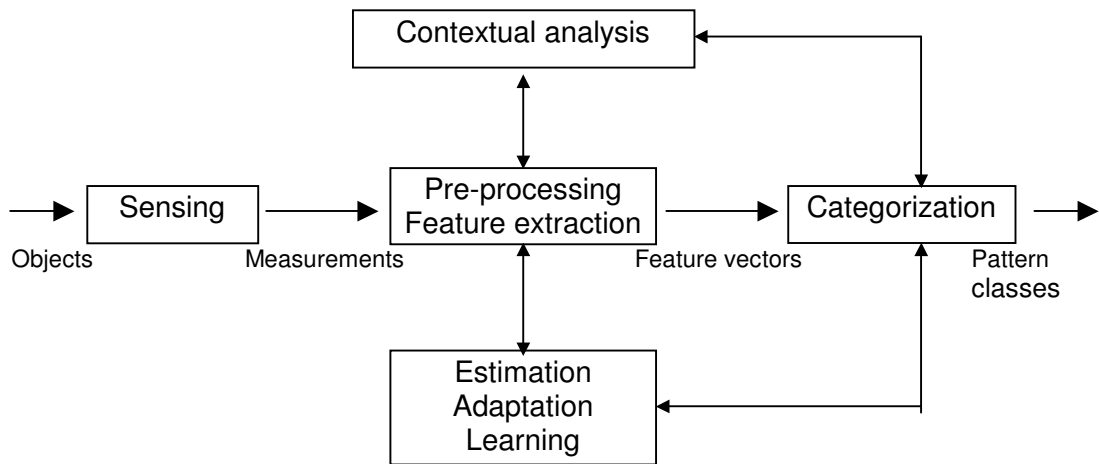 Contextual analysis
Sensing
Pre-processing
Feature extraction
Categorization
Objects
Measurements
Feature vectors
Pattern
classes
Estimation
Adaptation
Learning